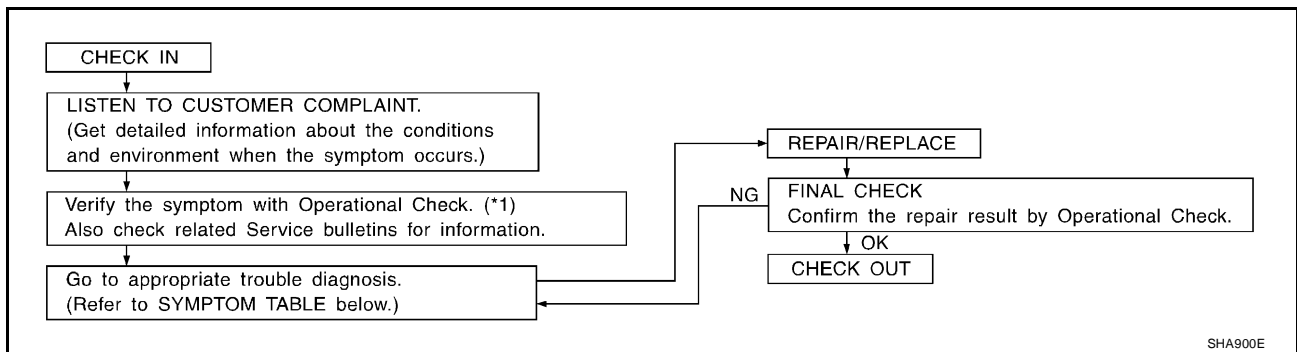 CHECK IN
LISTEN TO CUSTOMER COMPLAINT.
(Get detailed information about the conditions
and environment when the symptom occurs.)
Verify the symptom with Operational Check. (*1)
Also check related Service bulletins for information.
Go to appropriate trouble diagnosis.
(Refer to SYMPTOM TABLE below.)
REPAIR/REPLACE
NG
FINAL CHECK
Confirm the repair result by Operational Check.
OK
CHECK OUT
SHA900E